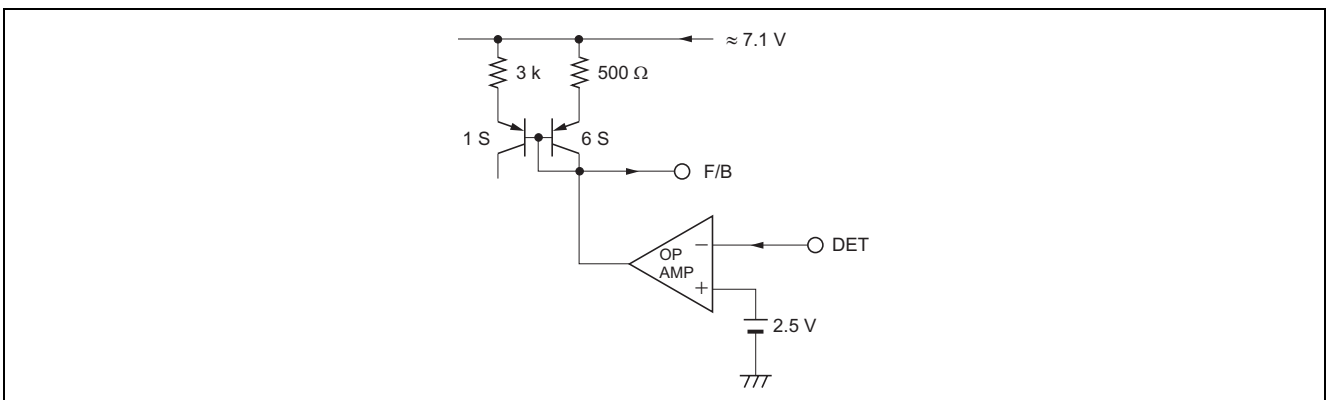 ≈ 7.1 V
3 k
500 Ω
1 S
6 S
F/B
−
DET
OP
AMP
+
2.5 V